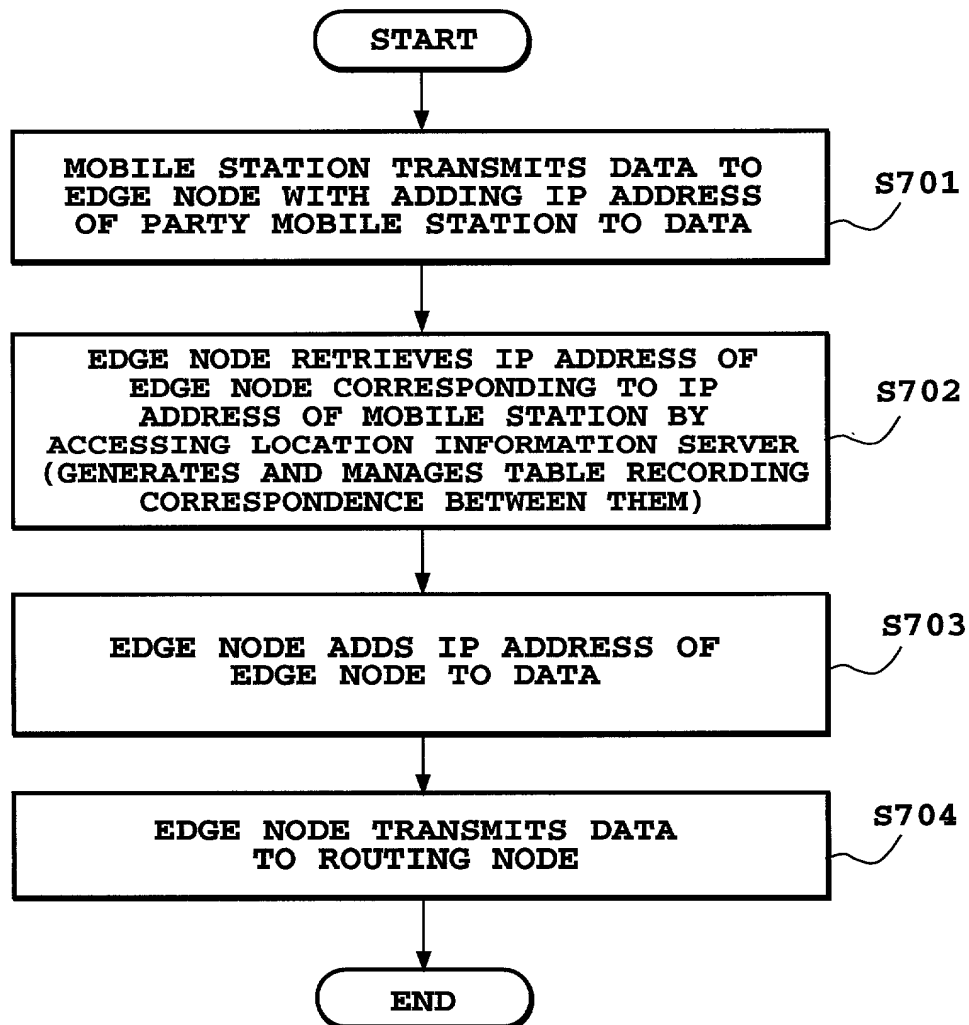 START
MOBILE STATION TRANSMITS DATA TO
EDGE NODE WITH ADDING IP ADDRESS
OF PARTY MOBILE STATION TO DATA
S701
EDGE NODE RETRIEVES IP ADDRESS OF
EDGE NODE CORRESPONDING TO IP
ADDRESS OF MOBILE STATION BY
ACCESSING LOCATION INFORMATION SERVER
(GENERATES AND MANAGES TABLE RECORDING
CORRESPONDENCE BETWEEN THEM)
S702
EDGE NODE ADDS IP ADDRESS OF
EDGE NODE TO DATA
S703
EDGE NODE TRANSMITS DATA
TO ROUTING NODE
S704
END